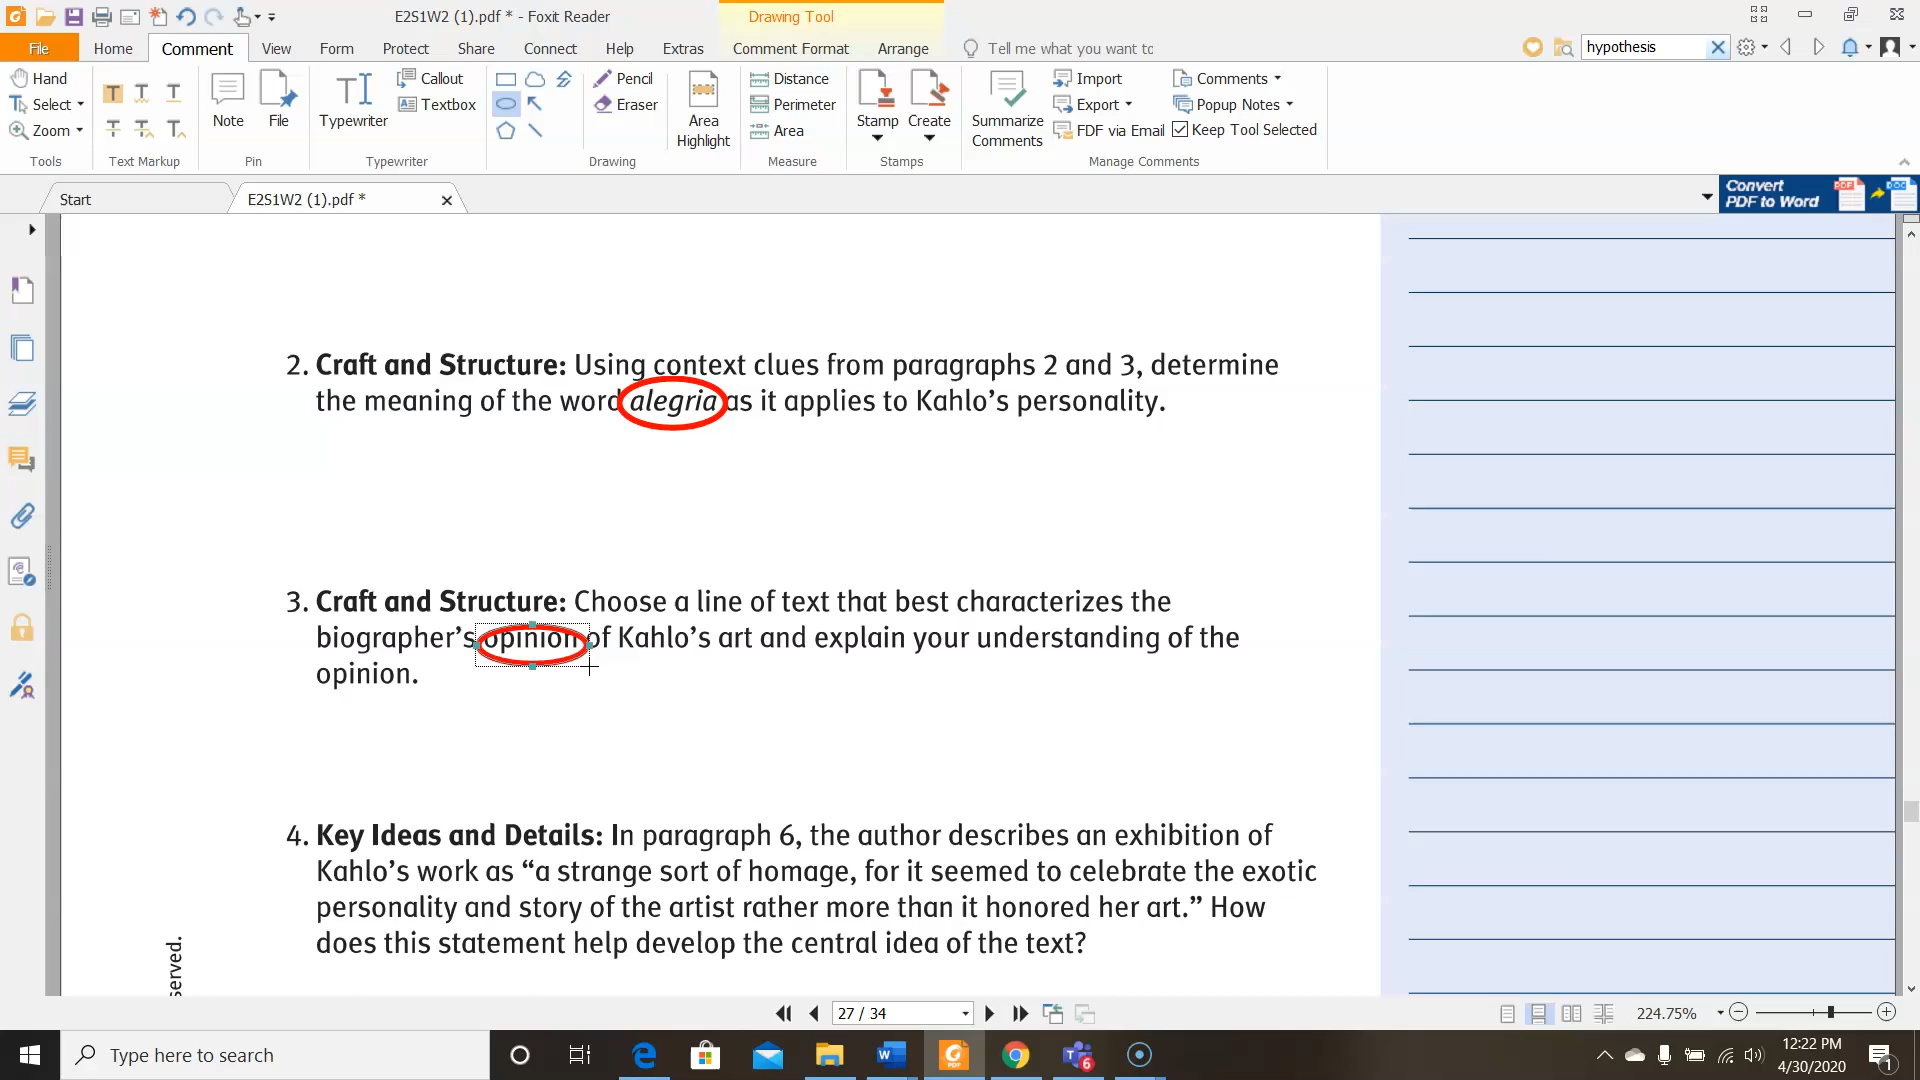 E2S1W2 (1).pdf * - Foxit Reader
Drawing Tool
File Home Comment View Form Protect Share Connect Help Extras Comment Format Arrange Tell me what you want to hypothesis
Hand
Select
Zoom
Tools
Text Markup
Note
File
Pin
Typewriter
Callout
Textbox
Typewriter
Pencil
Eraser
Drawing
Area
Highlight
Distance
Perimeter
Area
Measure
Stamp
Create
Stamps
Summarize
Comments
Import
Export
FDF via Email
Comments
Popup Notes
Keep Tool Selected
Manage Comments
Start E2S1W2 (1).pdf *
Convert
PDF to Word
PDF DOC
2. Craft and Structure: Using context clues from paragraphs 2 and 3, determine
the meaning of the word alegria as it applies to Kahlo's personality.
3. Craft and Structure: Choose a line of text that best characterizes the
biographer's opinion of Kahlo's art and explain your understanding of the
opinion.
4. Key Ideas and Details: In paragraph 6, the author describes an exhibition of
Kahlo's work as “a strange sort of homage, for it seemed to celebrate the exotic
personality and story of the artist rather more than it honored her art.” How
does this statement help develop the central idea of the text?
served.
27 / 34
224.75%
Type here to search
6
12:22 PM
4/30/2020
1